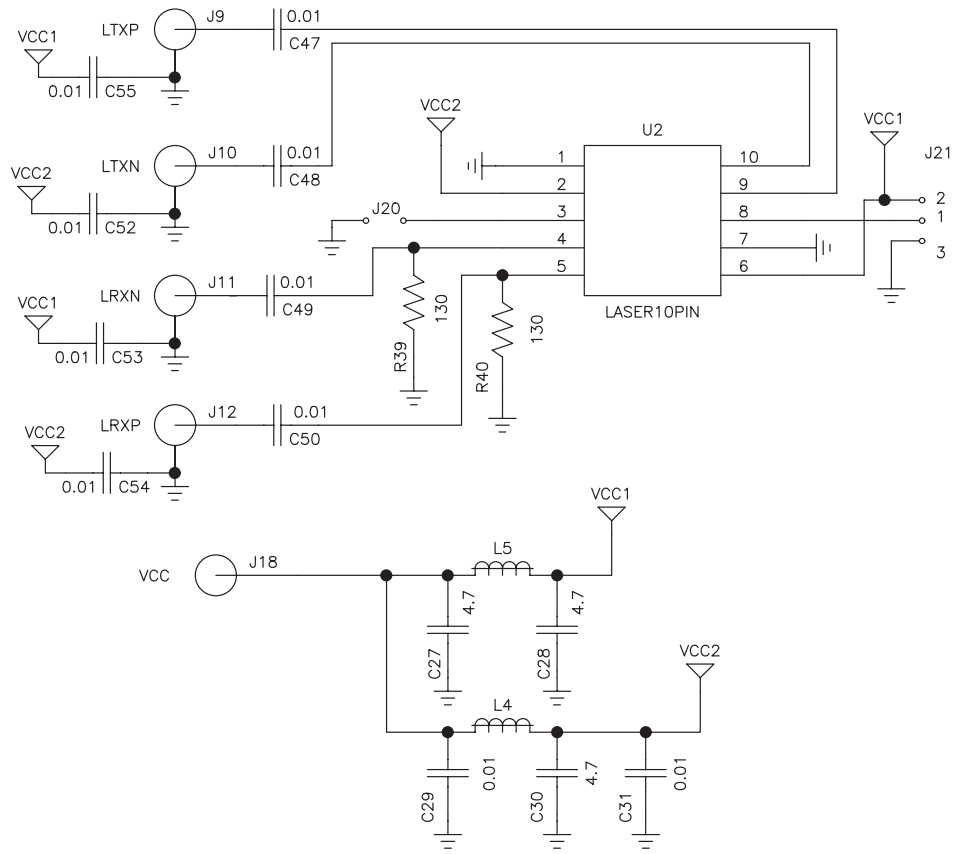 LTXP J9 0.01
C47
VCC1
0.01 C55
LTXN J10 0.01
C48
VCC2
0.01 C52
LRXN J11 0.01
C49
VCC1
0.01 C53
LRXP J12 0.01
C50
VCC2
0.01 C54
VCC2
J20
R39 130
R40 130
U2
1 10
2 9
3 8
4 7
5 6
LASER10PIN
VCC1
J21
2
1
3
VCC J18
L5
VCC1
C27 4.7
C28
L4
VCC2
C29 0.01
C30 4.7
C31 0.01